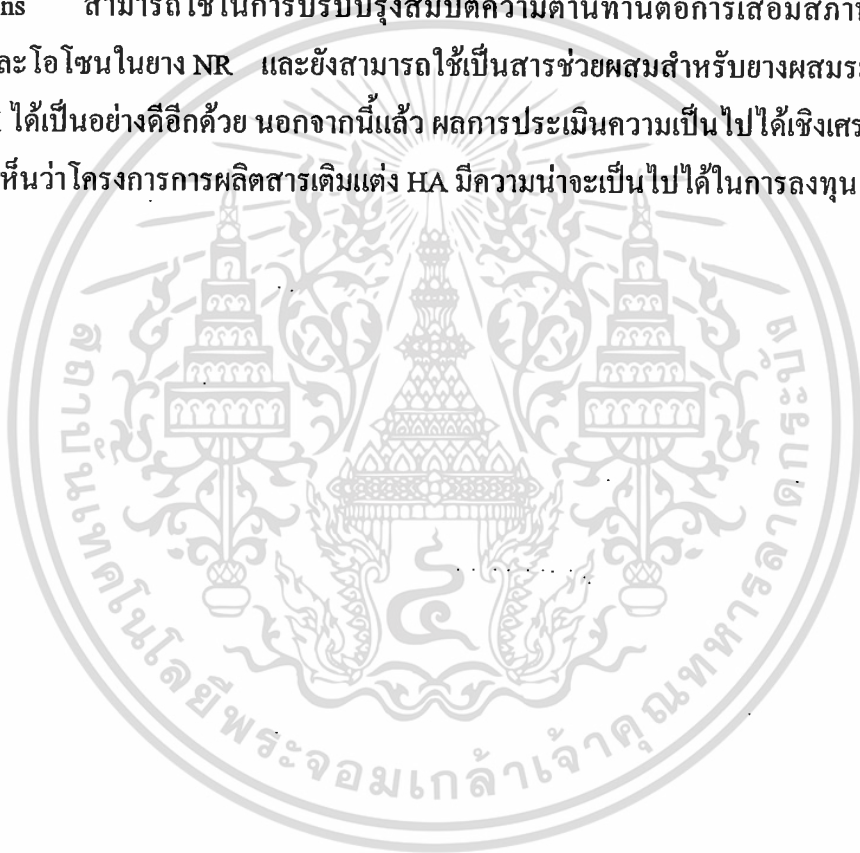 ns สามารถใช้ในการปรับปรุงสมบัติความต้านทานต่อการเสื่อมสภาพ
ละโอโซนในยาง NR และยังสามารถใช้เป็นสารช่วยผสมสำหรับยางผสมระ
ได้เป็นอย่างดีอีกด้วย นอกจากนี้แล้ว ผลการประเมินความเป็นไปได้เชิงเศร
ห็นว่าโครงการการผลิตสารเติมแต่ง HA มีความน่าจะเป็นไปได้ในการลงทุน
สถาบันเทคโนโลยีพระจอมเกล้าเจ้าคุณทหารลาดกระบัง